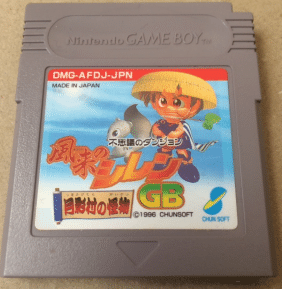 Nintendo GAME BOY™
DMG-AFDJ-JPN
MADE IN JAPAN
不思議のダンジョン
風来のシレン
GB
月影村の怪物
©1996 CHUNSOFT
CHUN SOFT